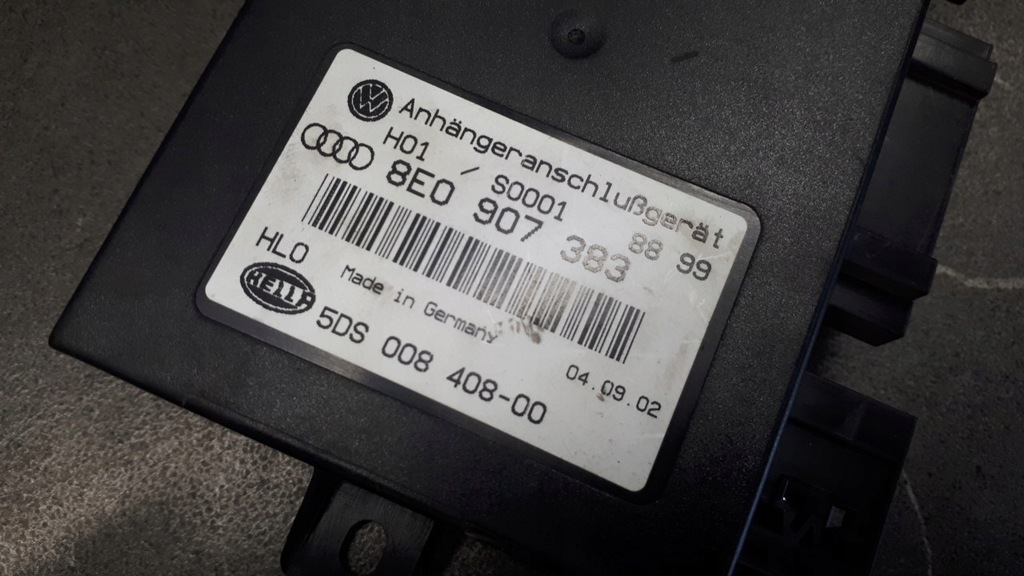 Anhängeranschlußgerät
H01 / S0001 88 99
8E0 907 383
HLO
Made in Germany
HELLA
5DS 008 408-00
04.09.02